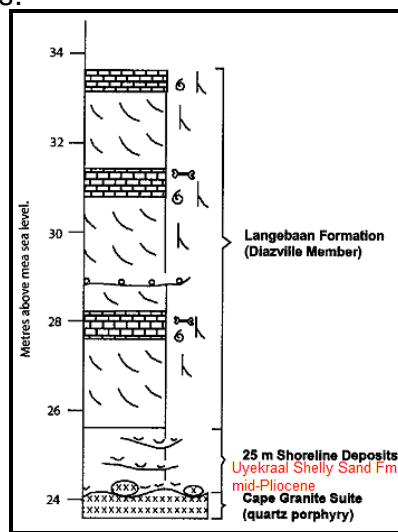 34
32
30
28
26
24
Metres above mea sea level.
Langebaan Formation
(Diazville Member)
25 m Shoreline Deposits
Uyekraal Shelly Sand Fm
mid-Pliocene
Cape Granite Suite
(quartz porphyry)